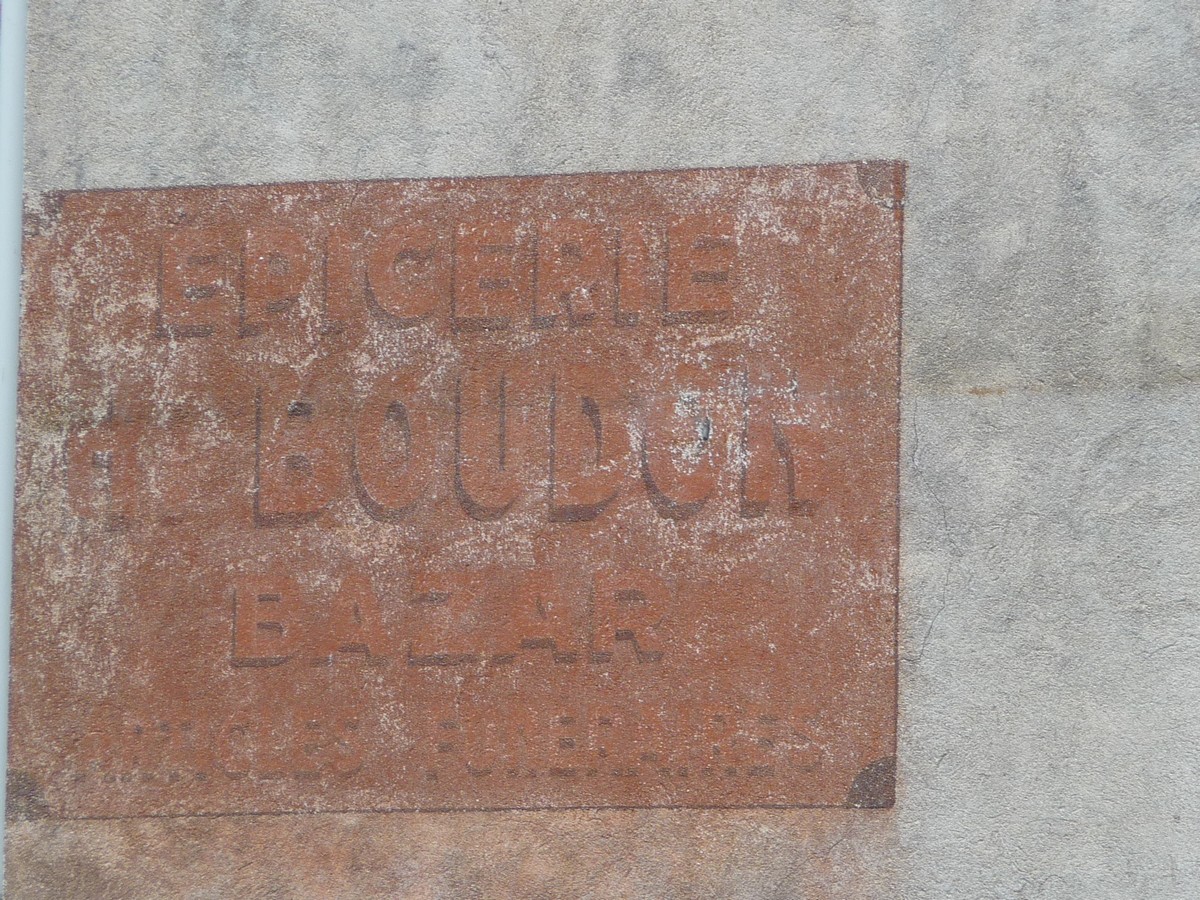 EPICERIE
BOUDON
BAZAR
ARTICLES FUNERAIRES